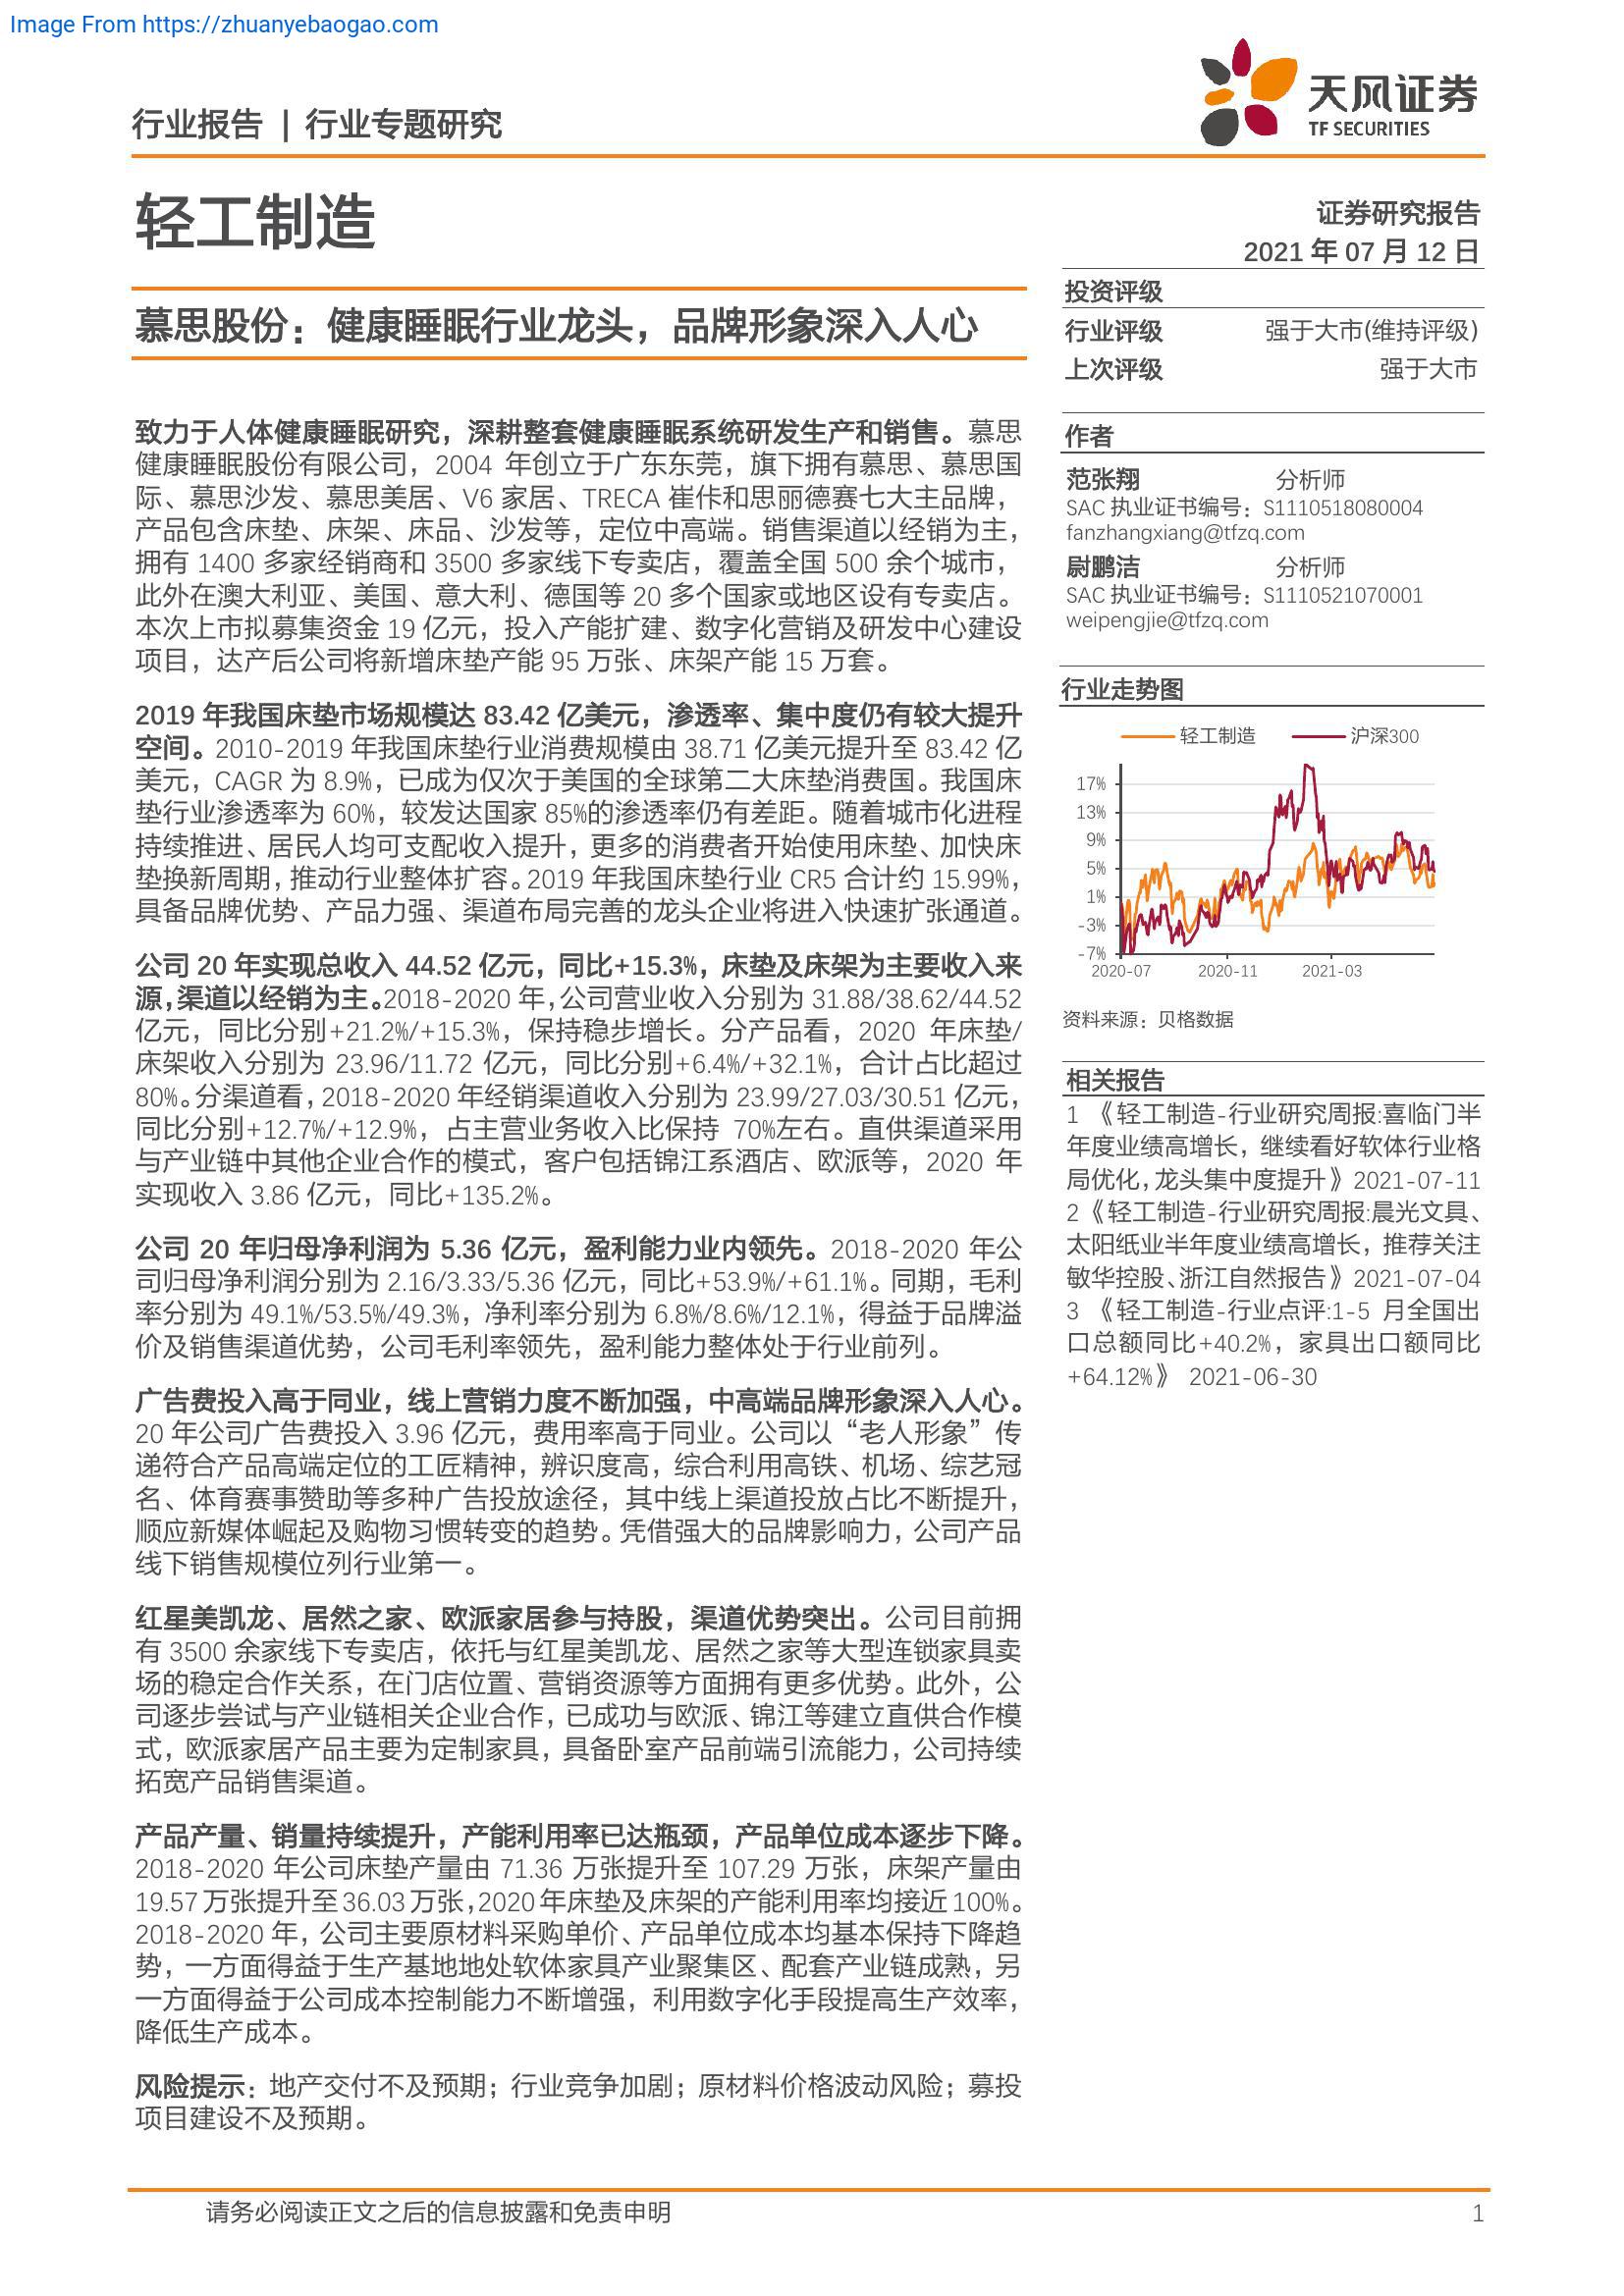 Image From https://zhuanyebaogao.com
行业报告 | 行业专题研究
天风证券
TF SECURITIES
轻工制造
证券研究报告
2021 年 07 月 12 日
慕思股份：健康睡眠行业龙头，品牌形象深入人心
致力于人体健康睡眠研究，深耕整套健康睡眠系统研发生产和销售。慕思
健康睡眠股份有限公司，2004 年创立于广东东莞，旗下拥有慕思、慕思国
际、慕思沙发、慕思美居、V6 家居、TRECA 崔佧和思丽德赛七大主品牌，
产品包含床垫、床架、床品、沙发等，定位中高端。销售渠道以经销为主，
拥有 1400 多家经销商和 3500 多家线下专卖店，覆盖全国 500 余个城市，
此外在澳大利亚、美国、意大利、德国等 20 多个国家或地区设有专卖店。
本次上市拟募集资金 19 亿元，投入产能扩建、数字化营销及研发中心建设
项目，达产后公司将新增床垫产能 95 万张、床架产能 15 万套。
2019 年我国床垫市场规模达 83.42 亿美元，渗透率、集中度仍有较大提升
空间。2010-2019 年我国床垫行业消费规模由 38.71 亿美元提升至 83.42 亿
美元，CAGR 为 8.9%，已成为仅次于美国的全球第二大床垫消费国。我国床
垫行业渗透率为 60%，较发达国家 85%的渗透率仍有差距。随着城市化进程
持续推进、居民人均可支配收入提升，更多的消费者开始使用床垫、加快床
垫换新周期，推动行业整体扩容。2019 年我国床垫行业 CR5 合计约 15.99%，
具备品牌优势、产品力强、渠道布局完善的龙头企业将进入快速扩张通道。
公司 20 年实现总收入 44.52 亿元，同比+15.3%，床垫及床架为主要收入来
源，渠道以经销为主。2018-2020 年，公司营业收入分别为 31.88/38.62/44.52
亿元，同比分别+21.2%/+15.3%，保持稳步增长。分产品看，2020 年床垫/
床架收入分别为 23.96/11.72 亿元，同比分别+6.4%/+32.1%，合计占比超过
80%。分渠道看，2018-2020 年经销渠道收入分别为 23.99/27.03/30.51 亿元，
同比分别+12.7%/+12.9%，占主营业务收入比保持 70%左右。直供渠道采用
与产业链中其他企业合作的模式，客户包括锦江系酒店、欧派等，2020 年
实现收入 3.86 亿元，同比+135.2%。
公司 20 年归母净利润为 5.36 亿元，盈利能力业内领先。2018-2020 年公
司归母净利润分别为 2.16/3.33/5.36 亿元，同比+53.9%/+61.1%。同期，毛利
率分别为 49.1%/53.5%/49.3%，净利率分别为 6.8%/8.6%/12.1%，得益于品牌溢
价及销售渠道优势，公司毛利率领先，盈利能力整体处于行业前列。
广告费投入高于同业，线上营销力度不断加强，中高端品牌形象深入人心。
20 年公司广告费投入 3.96 亿元，费用率高于同业。公司以“老人形象”传
递符合产品高端定位的工匠精神，辨识度高，综合利用高铁、机场、综艺冠
名、体育赛事赞助等多种广告投放途径，其中线上渠道投放占比不断提升，
顺应新媒体崛起及购物习惯转变的趋势。凭借强大的品牌影响力，公司产品
线下销售规模位列行业第一。
红星美凯龙、居然之家、欧派家居参与持股，渠道优势突出。公司目前拥
有 3500 余家线下专卖店，依托与红星美凯龙、居然之家等大型连锁家具卖
场的稳定合作关系，在门店位置、营销资源等方面拥有更多优势。此外，公
司逐步尝试与产业链相关企业合作，已成功与欧派、锦江等建立直供合作模
式，欧派家居产品主要为定制家具，具备卧室产品前端引流能力，公司持续
拓宽产品销售渠道。
产品产量、销量持续提升，产能利用率已达瓶颈，产品单位成本逐步下降。
2018-2020 年公司床垫产量由 71.36 万张提升至 107.29 万张，床架产量由
19.57 万张提升至 36.03 万张，2020 年床垫及床架的产能利用率均接近 100%。
2018-2020 年，公司主要原材料采购单价、产品单位成本均基本保持下降趋
势，一方面得益于生产基地地处软体家具产业聚集区、配套产业链成熟，另
一方面得益于公司成本控制能力不断增强，利用数字化手段提高生产效率，
降低生产成本。
风险提示：地产交付不及预期；行业竞争加剧；原材料价格波动风险；募投
项目建设不及预期。
投资评级
行业评级 强于大市(维持评级)
上次评级 强于大市
作者
范张翔 分析师
SAC 执业证书编号：S1110518080004
fanzhangxiang@tfzq.com
尉鹏洁 分析师
SAC 执业证书编号：S1110521070001
weipengjie@tfzq.com
行业走势图
轻工制造 沪深300
17%
13%
9%
5%
1%
-3%
-7%
2020-07 2020-11 2021-03
资料来源：贝格数据
相关报告
1 《轻工制造-行业研究周报:喜临门半
年度业绩高增长，继续看好软体行业格
局优化，龙头集中度提升》2021-07-11
2《轻工制造-行业研究周报:晨光文具、
太阳纸业半年度业绩高增长，推荐关注
敏华控股、浙江自然报告》2021-07-04
3 《轻工制造-行业点评:1-5 月全国出
口总额同比+40.2%，家具出口额同比
+64.12%》 2021-06-30
请务必阅读正文之后的信息披露和免责申明 1